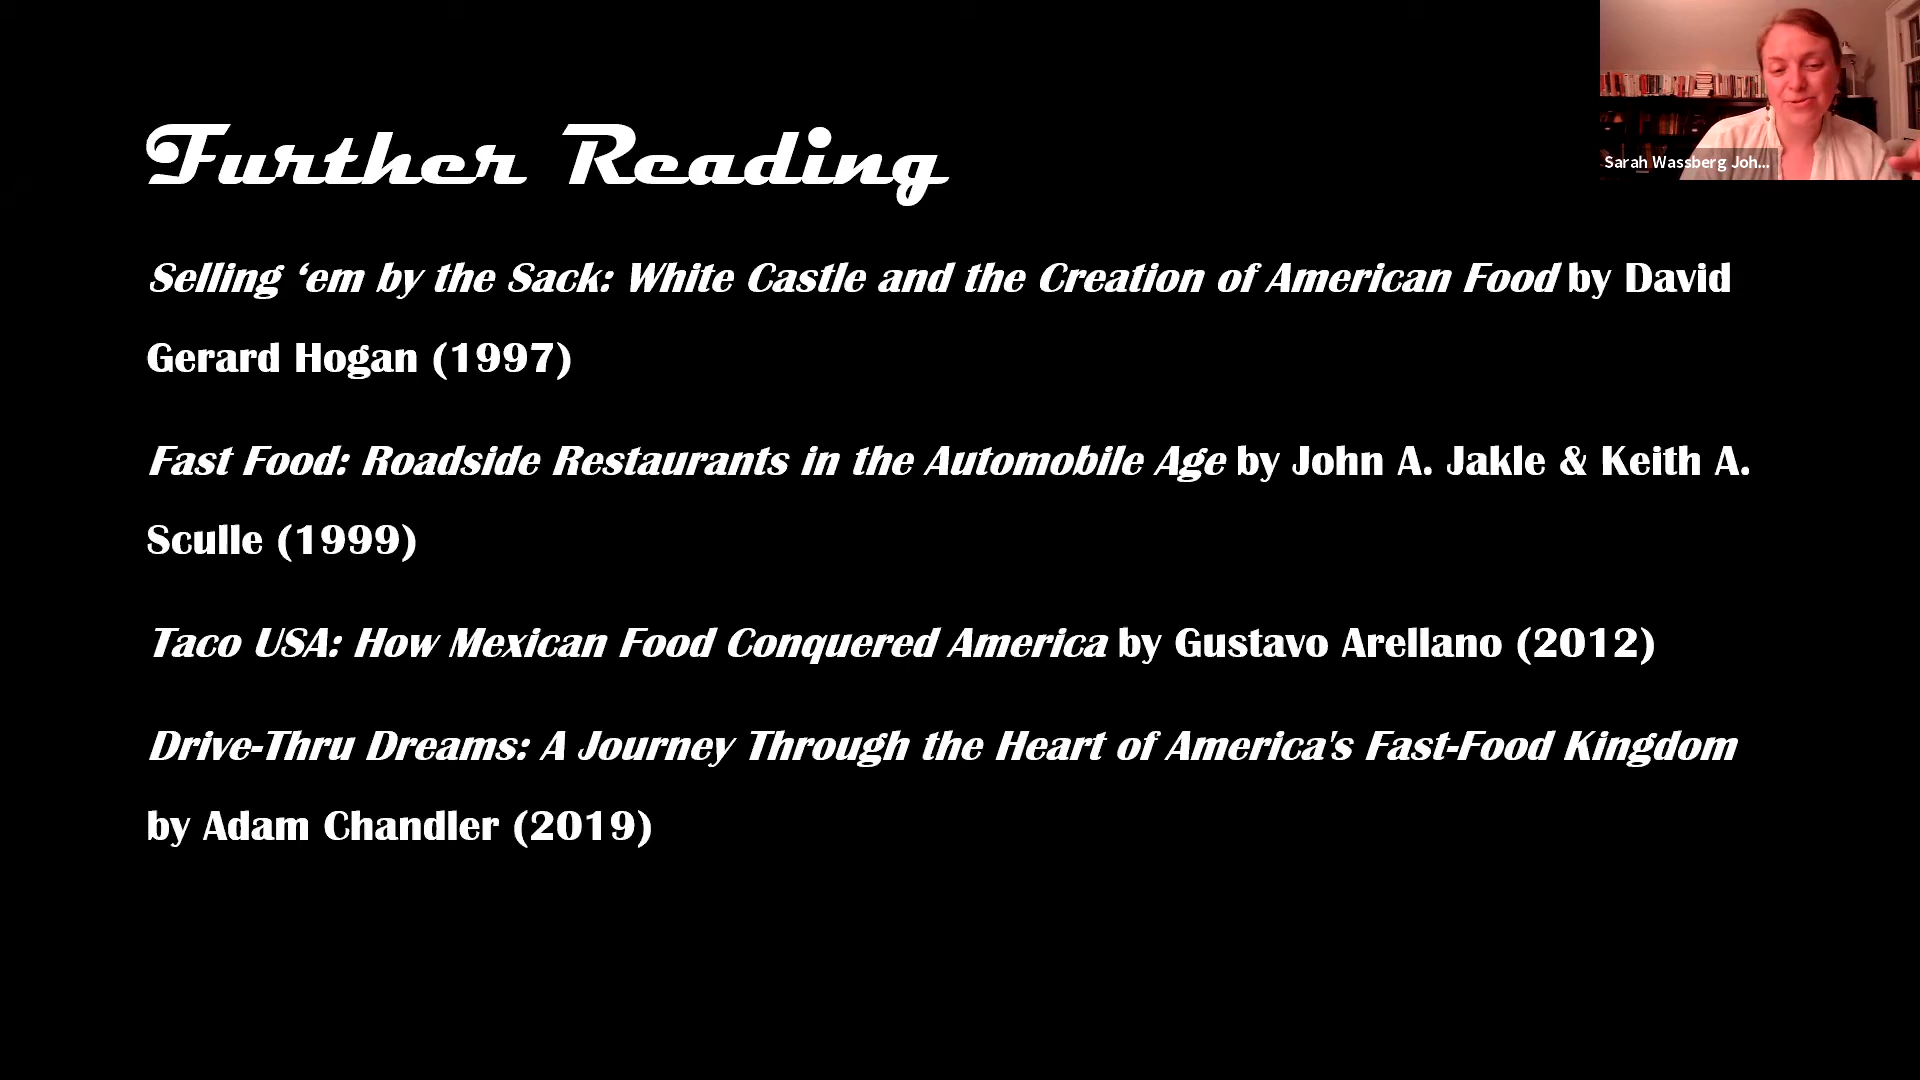 Further Reading
Sarah Wassberg Joh...
Selling ‘em by the Sack: White Castle and the Creation of American Food by David
Gerard Hogan (1997)
Fast Food: Roadside Restaurants in the Automobile Age by John A. Jakle & Keith A.
Sculle (1999)
Taco USA: How Mexican Food Conquered America by Gustavo Arellano (2012)
Drive-Thru Dreams: A Journey Through the Heart of America's Fast-Food Kingdom
by Adam Chandler (2019)